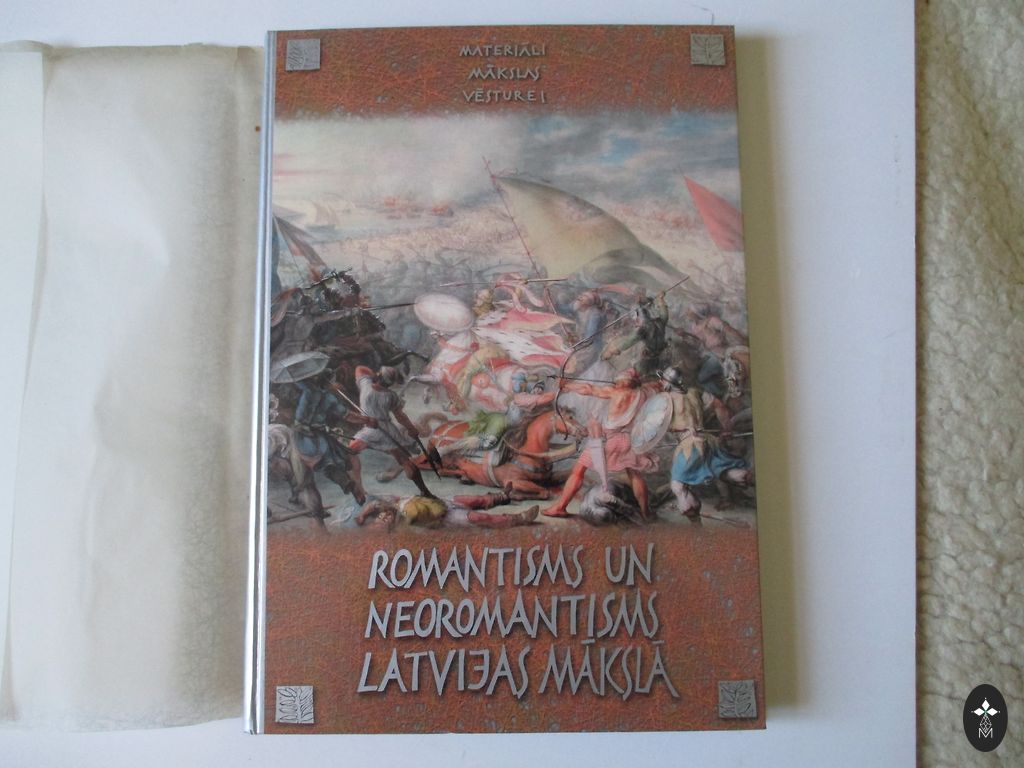 MATERIĀLI
MĀKSLAS
VĒSTUREI
ROMANTISMS UN
NEOROMANTISMS
LATVIJAS MĀKSLĀ
M